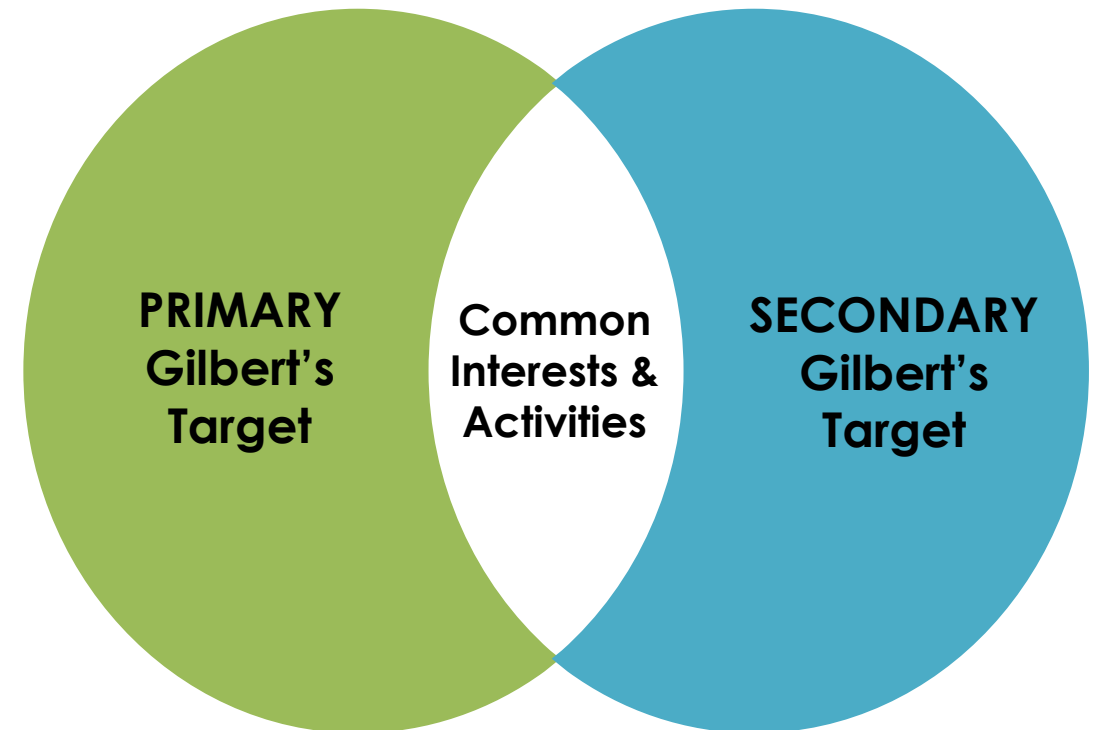 PRIMARY
Gilbert’s
Target
Common
Interests &
Activities
SECONDARY
Gilbert’s
Target